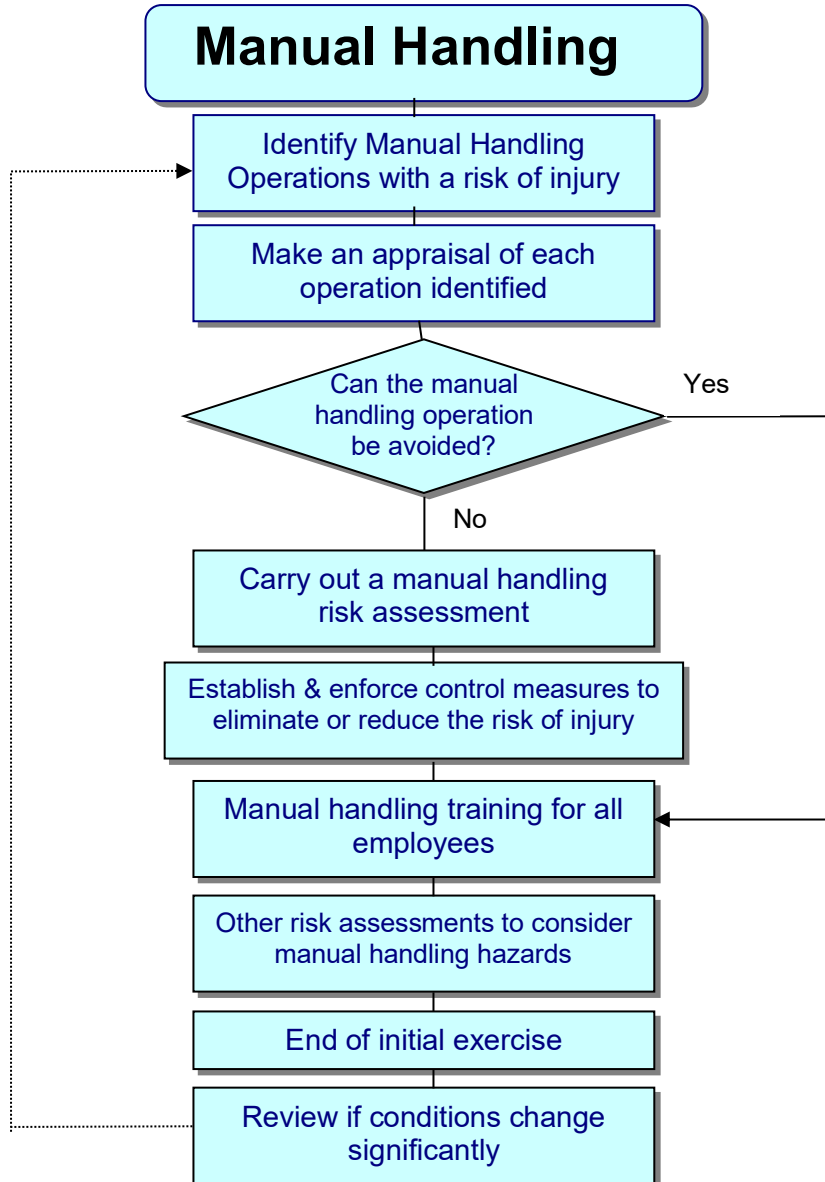 Manual Handling
Identify Manual Handling
Operations with a risk of injury
Make an appraisal of each
operation identified
Can the manual
handling operation
be avoided?
Yes
No
Carry out a manual handling
risk assessment
Establish & enforce control measures to
eliminate or reduce the risk of injury
Manual handling training for all
employees
Other risk assessments to consider
manual handling hazards
End of initial exercise
Review if conditions change
significantly